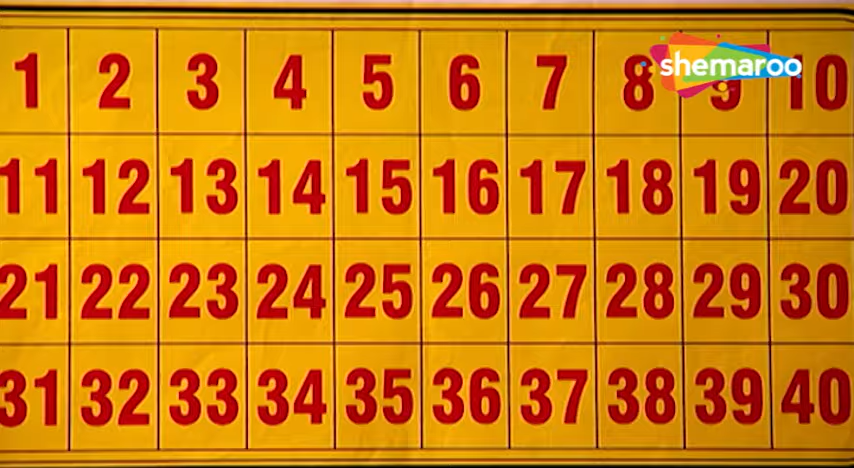 1 2 3 4 5 6 7 8 9 10
shemaroo
11 12 13 14 15 16 17 18 19 20
21 22 23 24 25 26 27 28 29 30
31 32 33 34 35 36 37 38 39 40